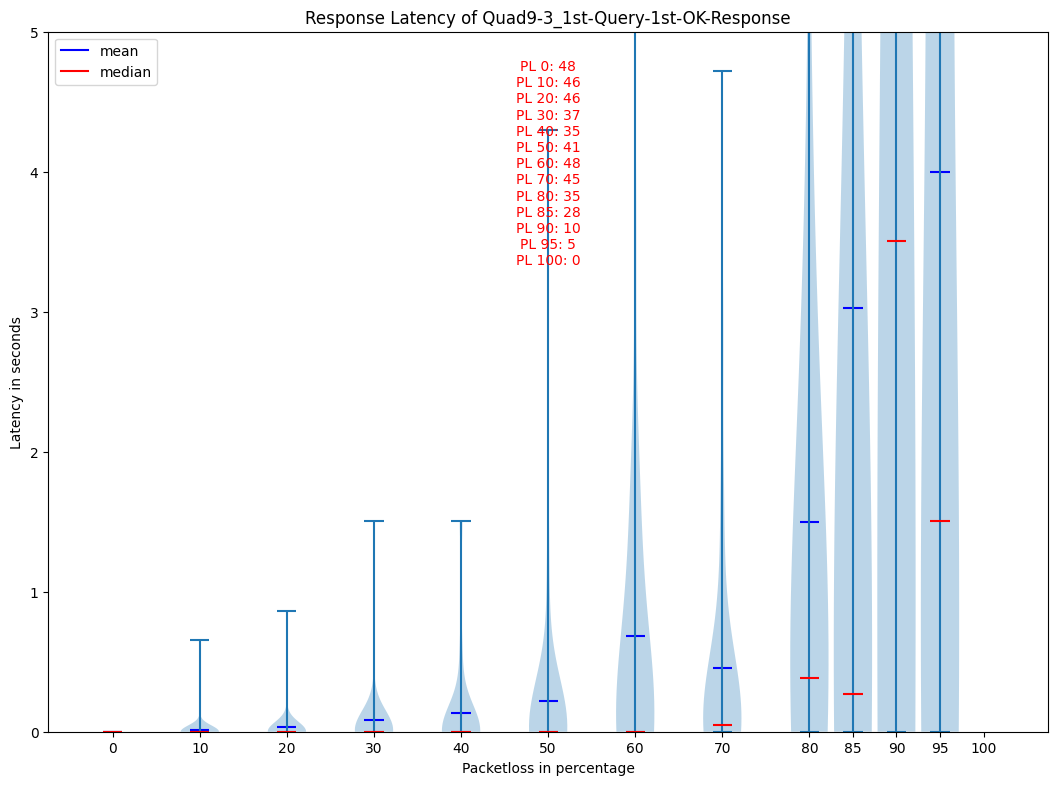 Response Latency of Quad9-3_1st-Query-1st-OK-Response
mean
median
PL 0: 48
PL 10: 46
PL 20: 46
PL 30: 37
PL 40: 35
PL 50: 41
PL 60: 48
PL 70: 45
PL 80: 35
PL 85: 28
PL 90: 10
PL 95: 5
PL 100: 0
Latency in seconds
5
4
3
2
1
0
0 10 20 30 40 50 60 70 80 85 90 95 100
Packetloss in percentage